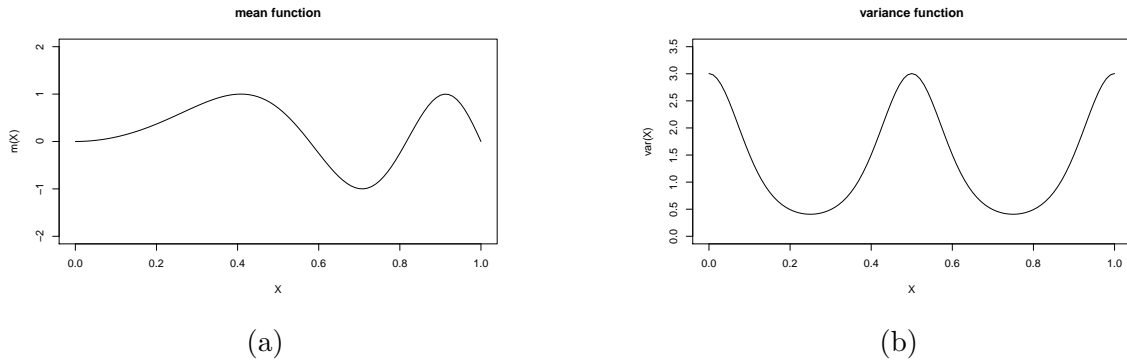 mean function
m(X)
2
1
0
−1
−2
0.0 0.2 0.4 0.6 0.8 1.0
X
(a)
variance function
var(X)
3.5
3.0
2.5
2.0
1.5
1.0
0.5
0.0
0.0 0.2 0.4 0.6 0.8 1.0
X
(b)